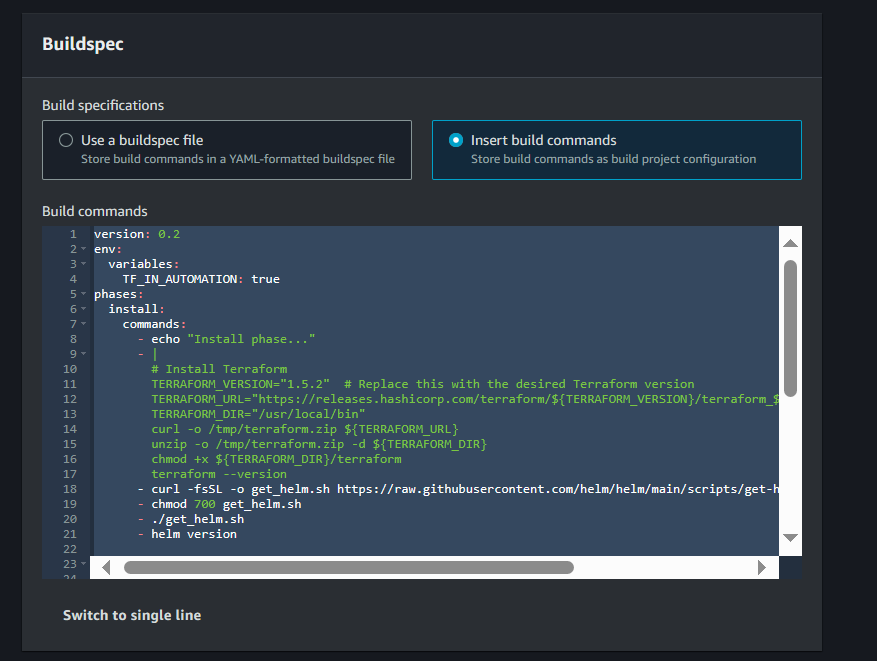 Buildspec
Build specifications
Use a buildspec file
Store build commands in a YAML-formatted buildspec file
Insert build commands
Store build commands as build project configuration
Build commands
1 version: 0.2
2 env:
3 variables:
4 TF_IN_AUTOMATION: true
5 phases:
6 install:
7 commands:
8 - echo "Install phase..."
9 - |
10 # Install Terraform
11 TERRAFORM_VERSION="1.5.2" # Replace this with the desired Terraform version
12 TERRAFORM_URL="https://releases.hashicorp.com/terraform/${TERRAFORM_VERSION}/terraform_$
13 TERRAFORM_DIR="/usr/local/bin"
14 curl -o /tmp/terraform.zip ${TERRAFORM_URL}
15 unzip -o /tmp/terraform.zip -d ${TERRAFORM_DIR}
16 chmod +x ${TERRAFORM_DIR}/terraform
17 terraform --version
18 - curl -fsSL -o get_helm.sh https://raw.githubusercontent.com/helm/helm/main/scripts/get-h
19 - chmod 700 get_helm.sh
20 - ./get_helm.sh
21 - helm version
22
23
24
Switch to single line